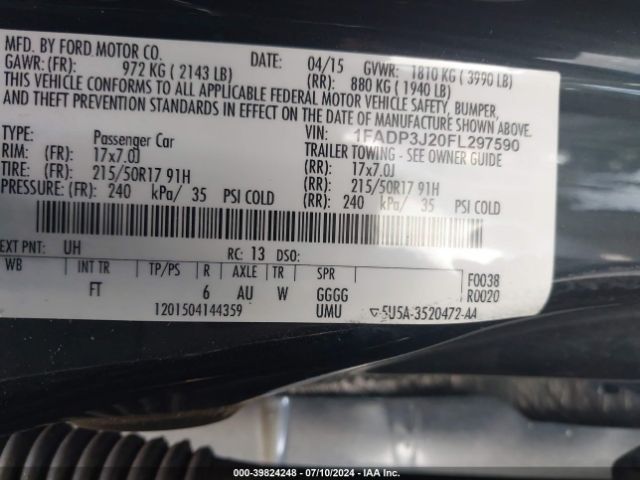 MFD. BY FORD MOTOR CO.
DATE: 04/15 GVWR: 1810 KG ( 3990 LB)
GAWR: (FR): 972 KG ( 2143 LB) (RR): 880 KG ( 1940 LB)
THIS VEHICLE CONFORMS TO ALL APPLICABLE FEDERAL MOTOR VEHICLE SAFETY, BUMPER,
AND THEFT PREVENTION STANDARDS IN EFFECT ON THE DATE OF MANUFACTURE SHOWN ABOVE.
VIN: 1FADP3J20FL297590
TYPE: Passenger Car TRAILER TOWING - SEE OWNER GUIDE
RIM: (FR): 17x7.0J (RR): 17x7.0J
TIRE: (FR): 215/50R17 91H (RR): 215/50R17 91H
PRESSURE: (FR): 240 kPa/ 35 PSI COLD (RR): 240 kPa/ 35 PSI COLD
EXT PNT: UH RC: 13 DSO:
WB INT TR TP/PS R AXLE TR SPR
FT 6 AU W GGGG
F0038
R0020
1201504144359 UMU 5U5A-3520472-AA
000-39824248 - 07/10/2024 - IAA Inc.